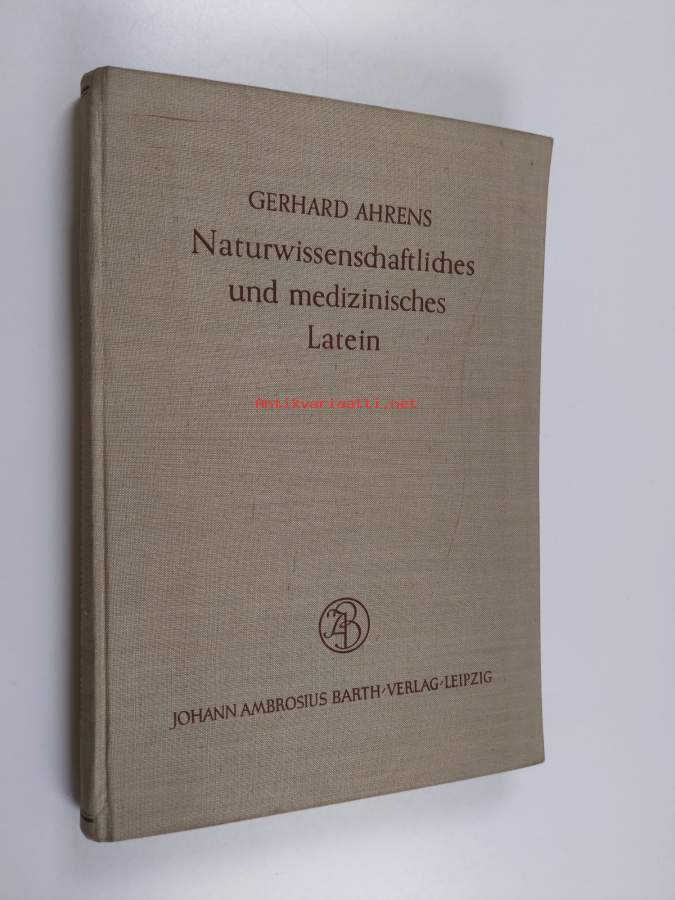 GERHARD AHRENS
Naturwissenschaftliches
und medizinisches
Latein
Antikvariaatti.net
JAB
JOHANN AMBROSIUS BARTH · VERLAG · LEIPZIG